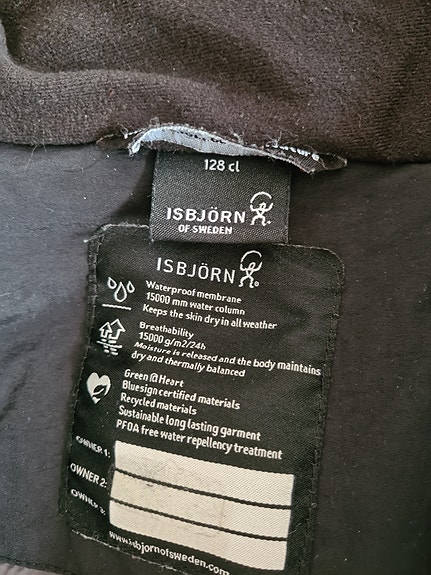 128 cl
ISBJÖRN
OF SWEDEN
ISBJÖRN
Waterproof membrane
15000 mm water column
Keeps the skin dry in all weather
Breathability
15000 g/m2/24h
Moisture is released and the body maintains
dry and thermally balanced
Green@Heart
Bluesign certified materials
Recycled materials
Sustainable long lasting garment
PFOA free water repellency treatment
OWNER 1:
OWNER 2:
OWNER 3:
www.isbjornofsweden.com